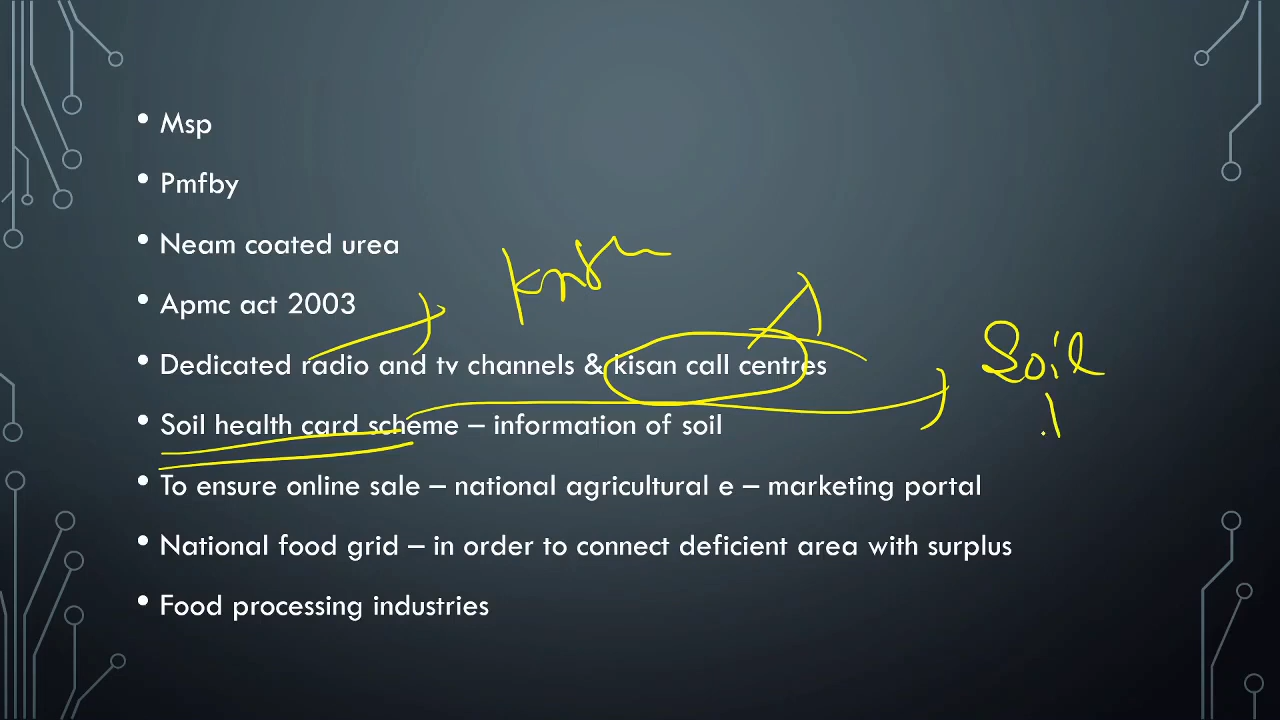 Msp
Pmfby
Neam coated urea
Apmc act 2003
Dedicated radio and tv channels & kisan call centres
Soil health card scheme – information of soil
To ensure online sale – national agricultural e – marketing portal
National food grid – in order to connect deficient area with surplus
Food processing industries
Soil